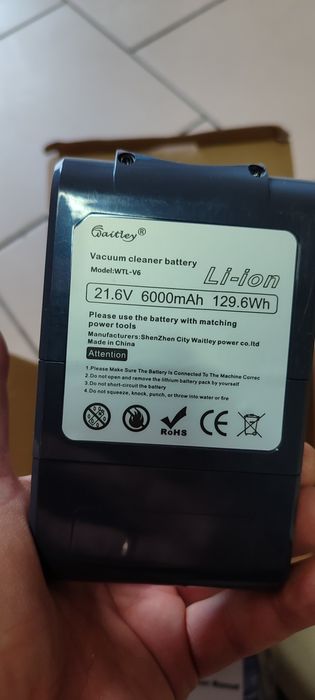 Waitley®
Vacuum cleaner battery
Model:WTL-V6
Li-ion
21.6V 6000mAh 129.6Wh
Please use the battery with matching
power tools
Manufacturers:ShenZhen City Waitley power co.ltd
Made in China
Attention
1.Please Make Sure The Battery Is Connected To The Machine Correc
2.Do not open and remove the lithium battery pack by yourself
3.Do not short-circuit the battery
4.Do not squeeze, knock, punch, or throw into water or fire
RoHS
CE